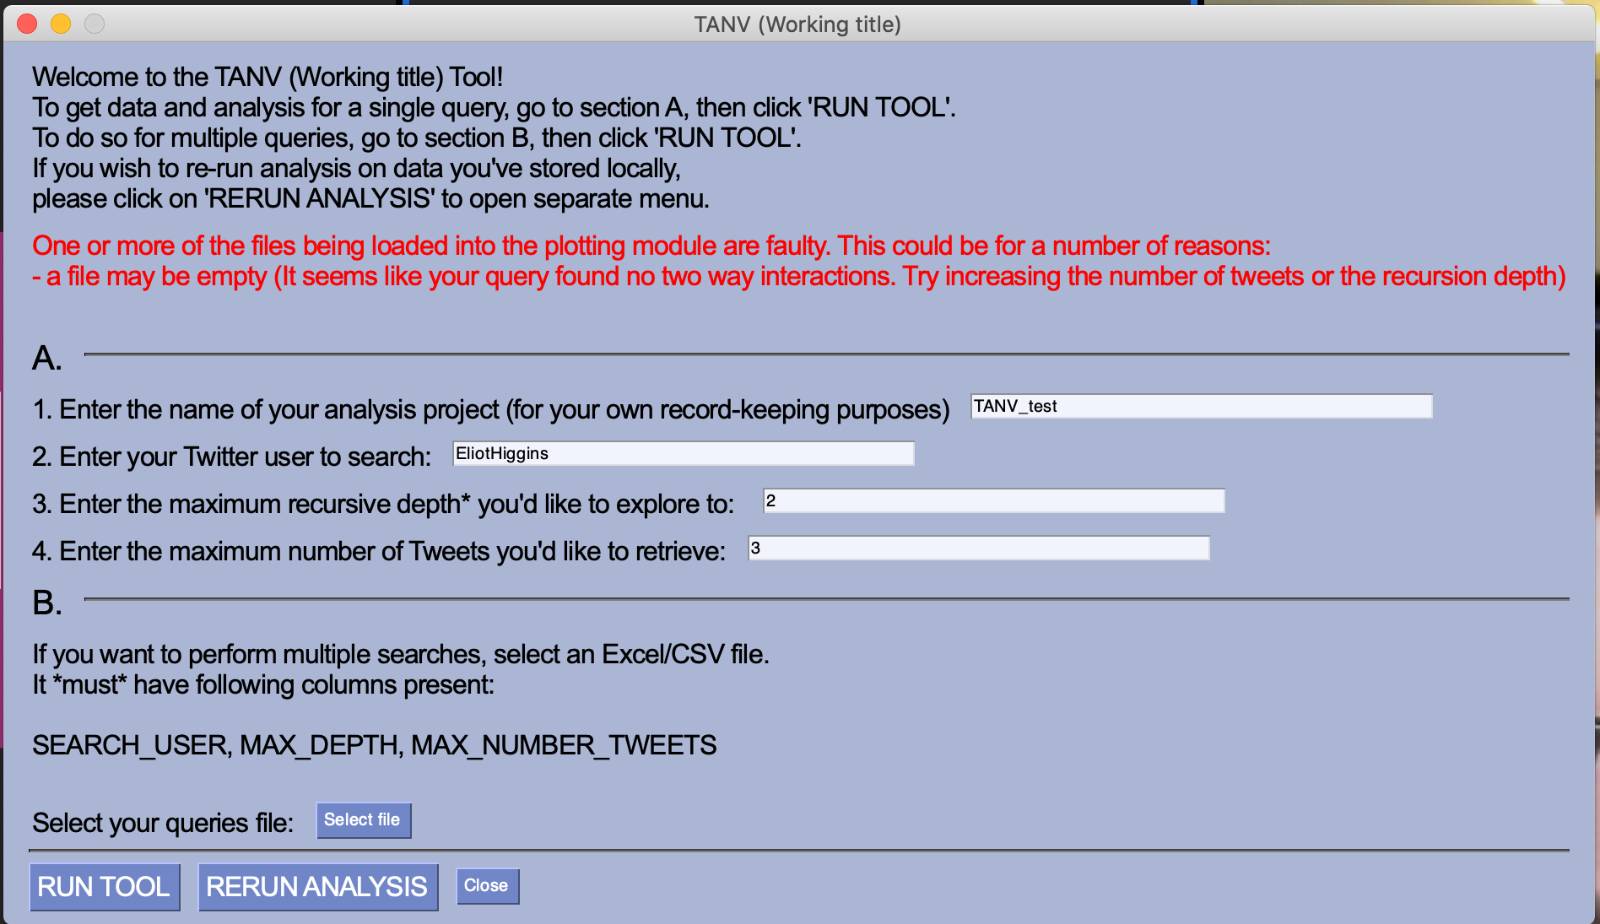 TANV (Working title)
Welcome to the TANV (Working title) Tool!
To get data and analysis for a single query, go to section A, then click 'RUN TOOL'.
To do so for multiple queries, go to section B, then click 'RUN TOOL'.
If you wish to re-run analysis on data you've stored locally,
please click on 'RERUN ANALYSIS' to open separate menu.
One or more of the files being loaded into the plotting module are faulty. This could be for a number of reasons:
- a file may be empty (It seems like your query found no two way interactions. Try increasing the number of tweets or the recursion depth)
A.
1. Enter the name of your analysis project (for your own record-keeping purposes) TANV_test
2. Enter your Twitter user to search: EliotHiggins
3. Enter the maximum recursive depth* you'd like to explore to: 2
4. Enter the maximum number of Tweets you'd like to retrieve: 3
B.
If you want to perform multiple searches, select an Excel/CSV file.
It *must* have following columns present:
SEARCH_USER, MAX_DEPTH, MAX_NUMBER_TWEETS
Select your queries file: Select file
RUN TOOL RERUN ANALYSIS Close